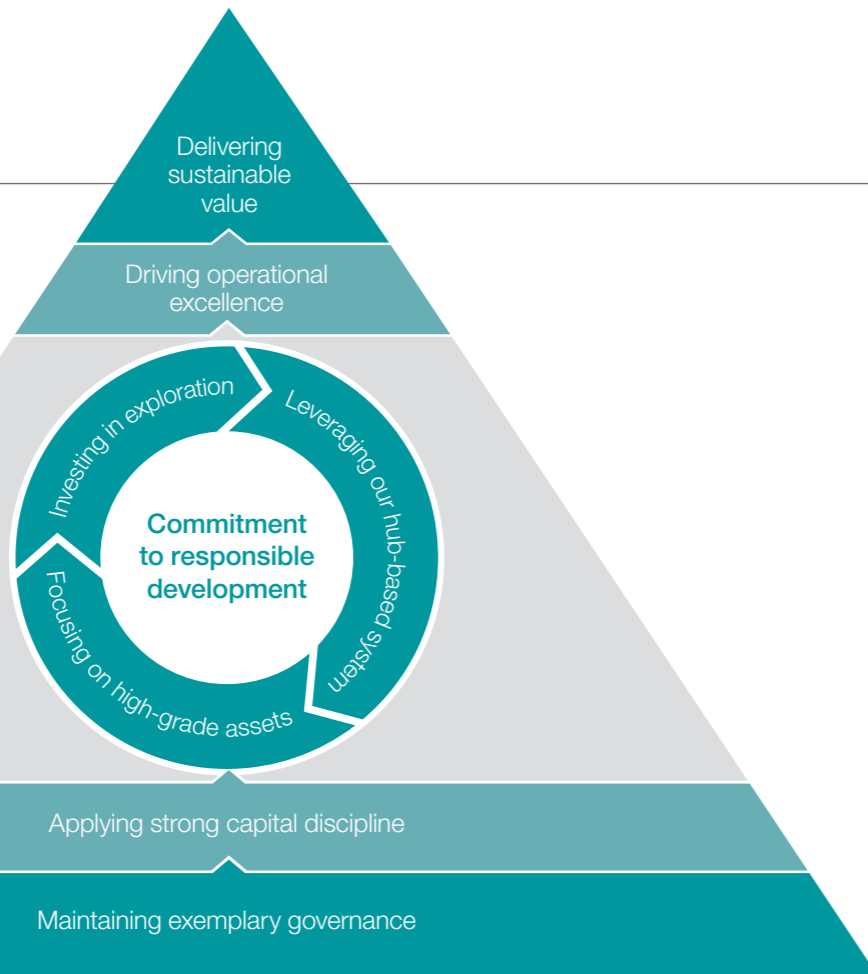 Delivering
sustainable
value
Driving operational
excellence
Investing in exploration
Leveraging our hub-based system
Focusing on high-grade assets
Commitment
to responsible
development
Applying strong capital discipline
Maintaining exemplary governance